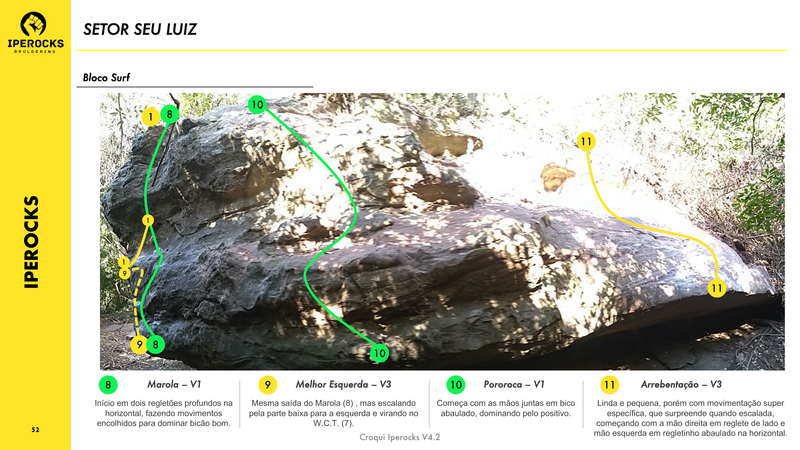 IPEROCKS
BOULDERING
SETOR SEU LUIZ
Bloco Surf
IPEROCKS
1
8
10
11
1
1
9
11
9
8
10
8
Marola – V1
Início em dois regletões profundos na
horizontal, fazendo movimentos
encolhidos para dominar bicão bom.
9
Melhor Esquerda – V3
Mesma saída do Marola (8) , mas escalando
pela parte baixa para a esquerda e virando no
W.C.T. (7).
10
Pororoca – V1
Começa com as mãos juntas em bico
abaulado, dominando pelo positivo.
11
Arrebentação – V3
Linda e pequena, porém com movimentação super
específica, que surpreende quando escalada,
começando com a mão direita em reglete de lado e
mão esquerda em regletinho abaulado na horizontal.
52
Croqui Iperocks V4.2